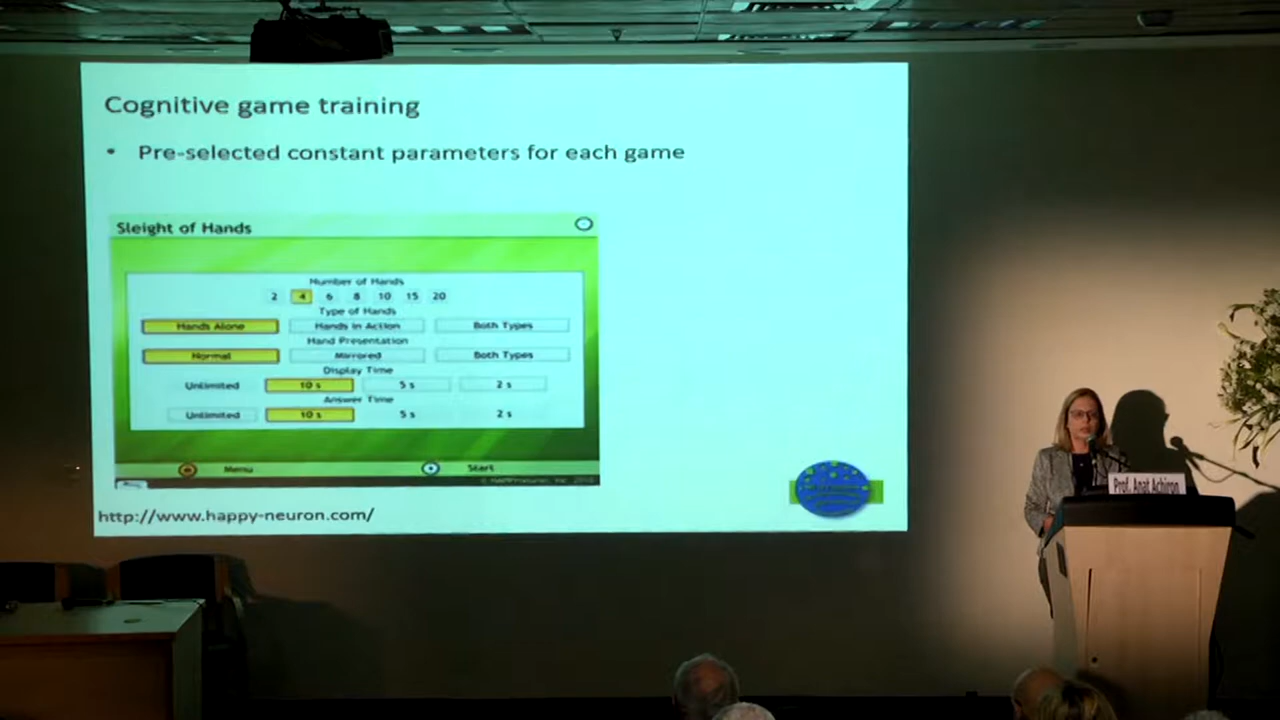 Cognitive game training
• Pre-selected constant parameters for each game
Sleight of Hands
Number of Hands
2 4 6 8 10 15 20
Type of Hands
Hands Alone Hands in Action Both Types
Hand Presentation
Normal Mirrored Both Types
Display Time
Unlimited 10 s 5 s 2 s
Answer Time
Unlimited 10 s 5 s 2 s
Menu Start
http://www.happy-neuron.com/
Prof. Anat Achiron